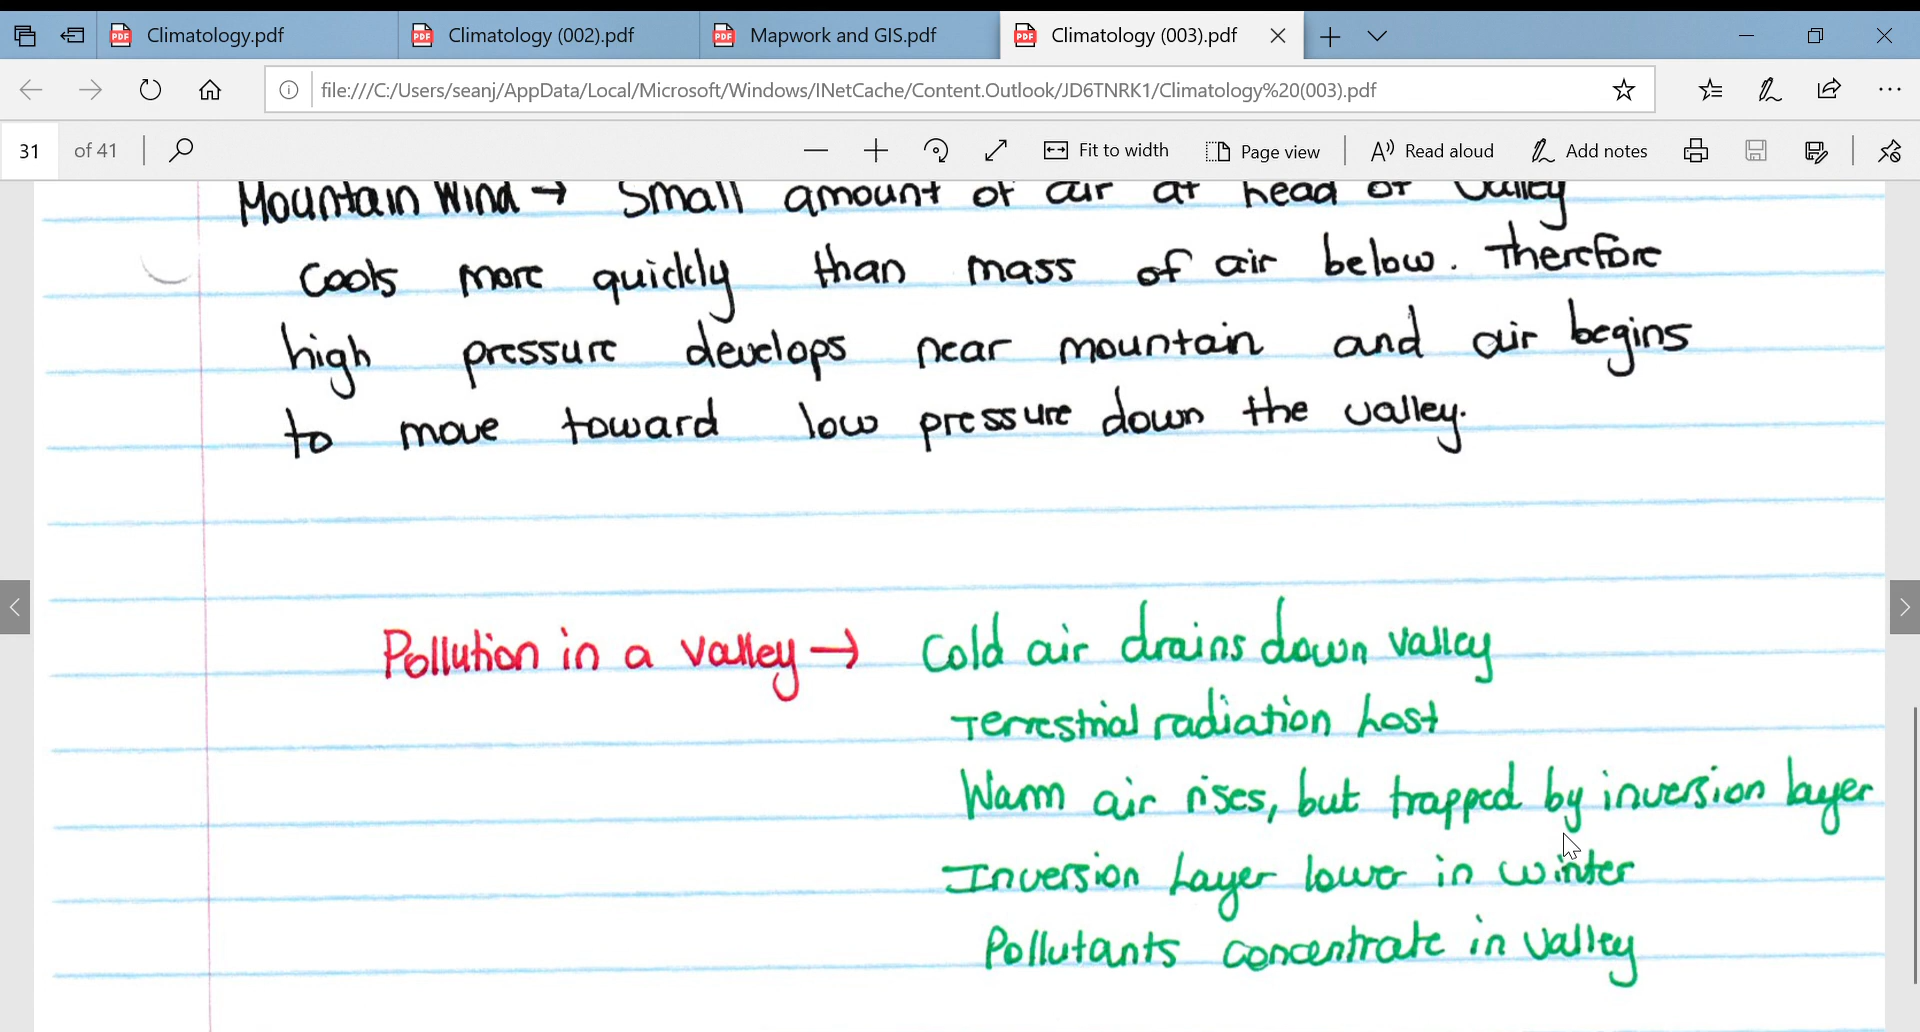 Climatology.pdf
Climatology (002).pdf
Mapwork and GIS.pdf
Climatology (003).pdf
file:///C:/Users/seanj/AppData/Local/Microsoft/Windows/INetCache/Content.Outlook/JD6TNRK1/Climatology%20(003).pdf
31 of 41
Fit to width
Page view
Read aloud
Add notes
Mountain Wind → Small amount of air at head of valley
cools more quickly than mass of air below. Therefore
high pressure develops near mountain and air begins
to move toward low pressure down the valley.
Pollution in a valley → Cold air drains down valley
Terrestrial radiation Lost
Warm air rises, but trapped by inversion layer
Inversion Layer lower in winter
Pollutants concentrate in valley